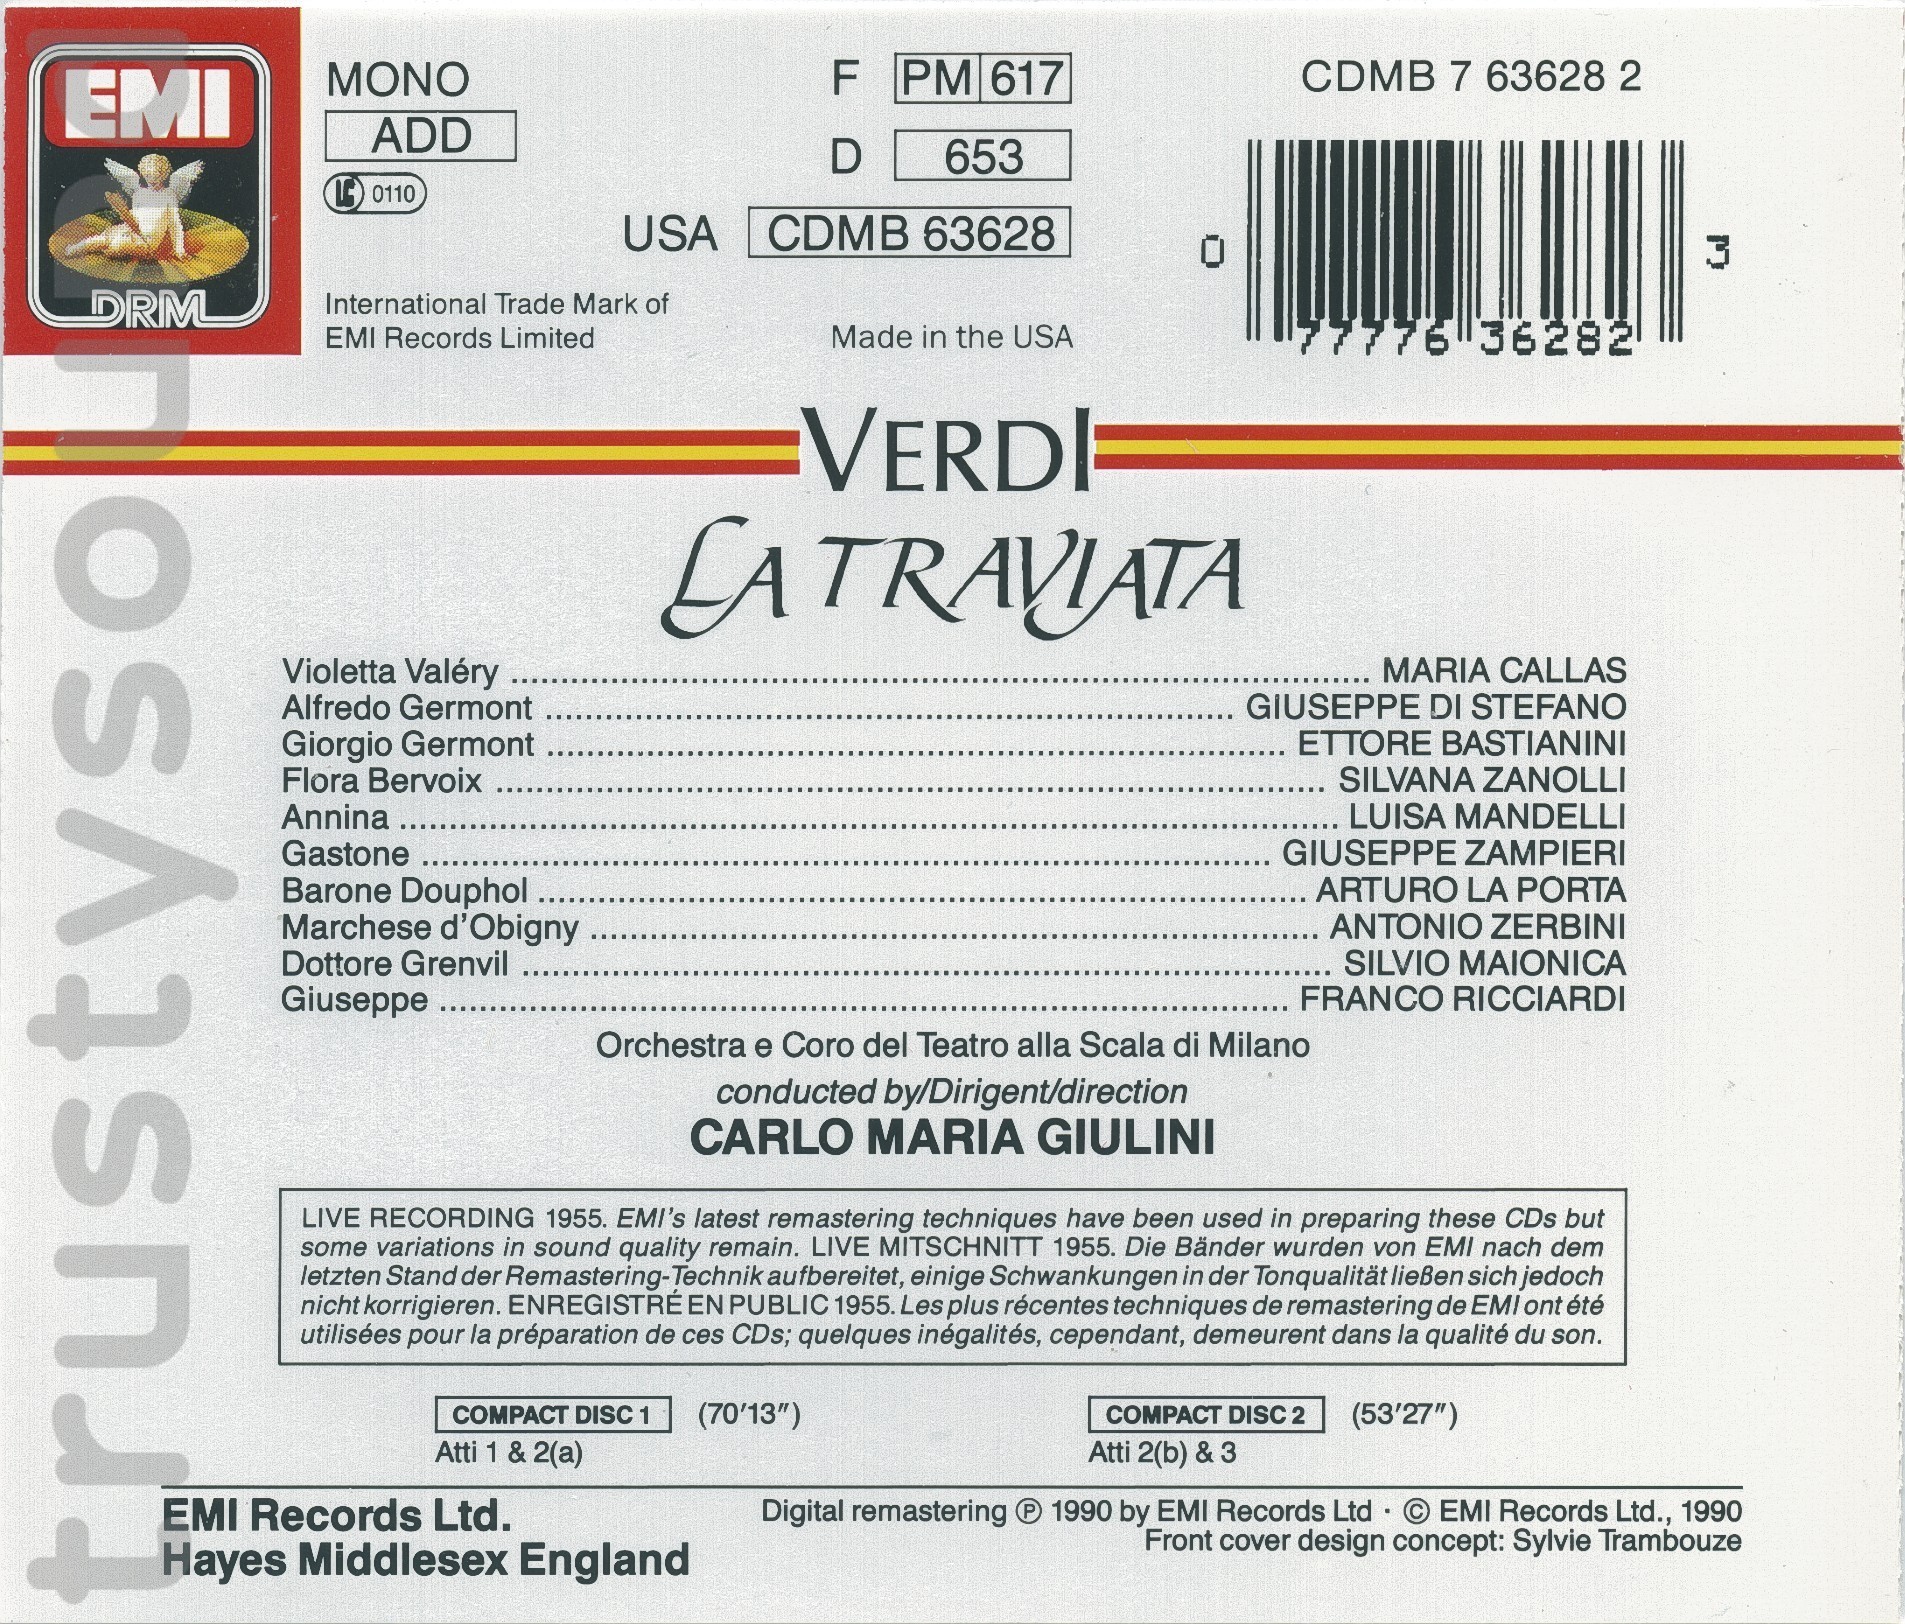 EMI
DRM
MONO
ADD
LC 0110
International Trade Mark of
EMI Records Limited
F PM 617
D 653
USA CDMB 63628
Made in the USA
CDMB 7 63628 2
0 77776 36282 3
VERDI
LA TRAVIATA
Violetta Valéry ........ MARIA CALLAS
Alfredo Germont ........ GIUSEPPE DI STEFANO
Giorgio Germont ........ ETTORE BASTIANINI
Flora Bervoix ........ SILVANA ZANOLLI
Annina ........ LUISA MANDELLI
Gastone ........ GIUSEPPE ZAMPIERI
Barone Douphol ........ ARTURO LA PORTA
Marchese d'Obigny ........ ANTONIO ZERBINI
Dottore Grenvil ........ SILVIO MAIONICA
Giuseppe ........ FRANCO RICCIARDI
Orchestra e Coro del Teatro alla Scala di Milano
conducted by/Dirigent/direction
CARLO MARIA GIULINI
LIVE RECORDING 1955. EMI's latest remastering techniques have been used in preparing these CDs but
some variations in sound quality remain. LIVE MITSCHNITT 1955. Die Bänder wurden von EMI nach dem
letzten Stand der Remastering-Technik aufbereitet, einige Schwankungen in der Tonqualität ließen sich jedoch
nicht korrigieren. ENREGISTRÉ EN PUBLIC 1955. Les plus récentes techniques de remastering de EMI ont été
utilisées pour la préparation de ces CDs; quelques inégalités, cependant, demeurent dans la qualité du son.
COMPACT DISC 1 (70'13″)
Atti 1 & 2(a)
COMPACT DISC 2 (53'27″)
Atti 2(b) & 3
EMI Records Ltd.
Hayes Middlesex England
Digital remastering ℗ 1990 by EMI Records Ltd · © EMI Records Ltd., 1990
Front cover design concept: Sylvie Trambouze